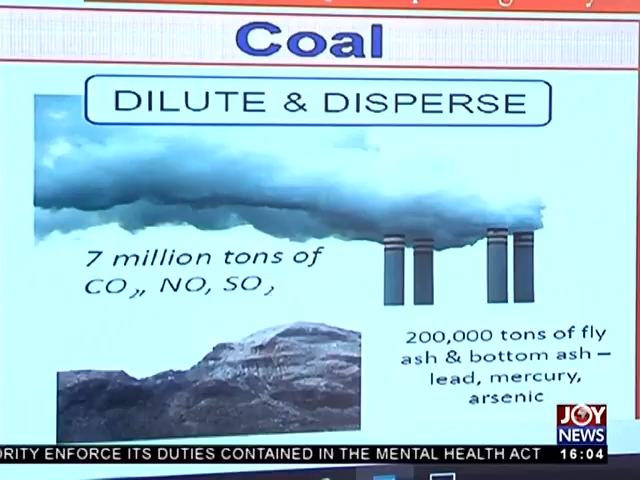 Coal
DILUTE & DISPERSE
7 million tons of
CO₂, NO, SO₂
200,000 tons of fly
ash & bottom ash –
lead, mercury,
arsenic
JOY
NEWS
ORITY ENFORCE ITS DUTIES CONTAINED IN THE MENTAL HEALTH ACT
16:04